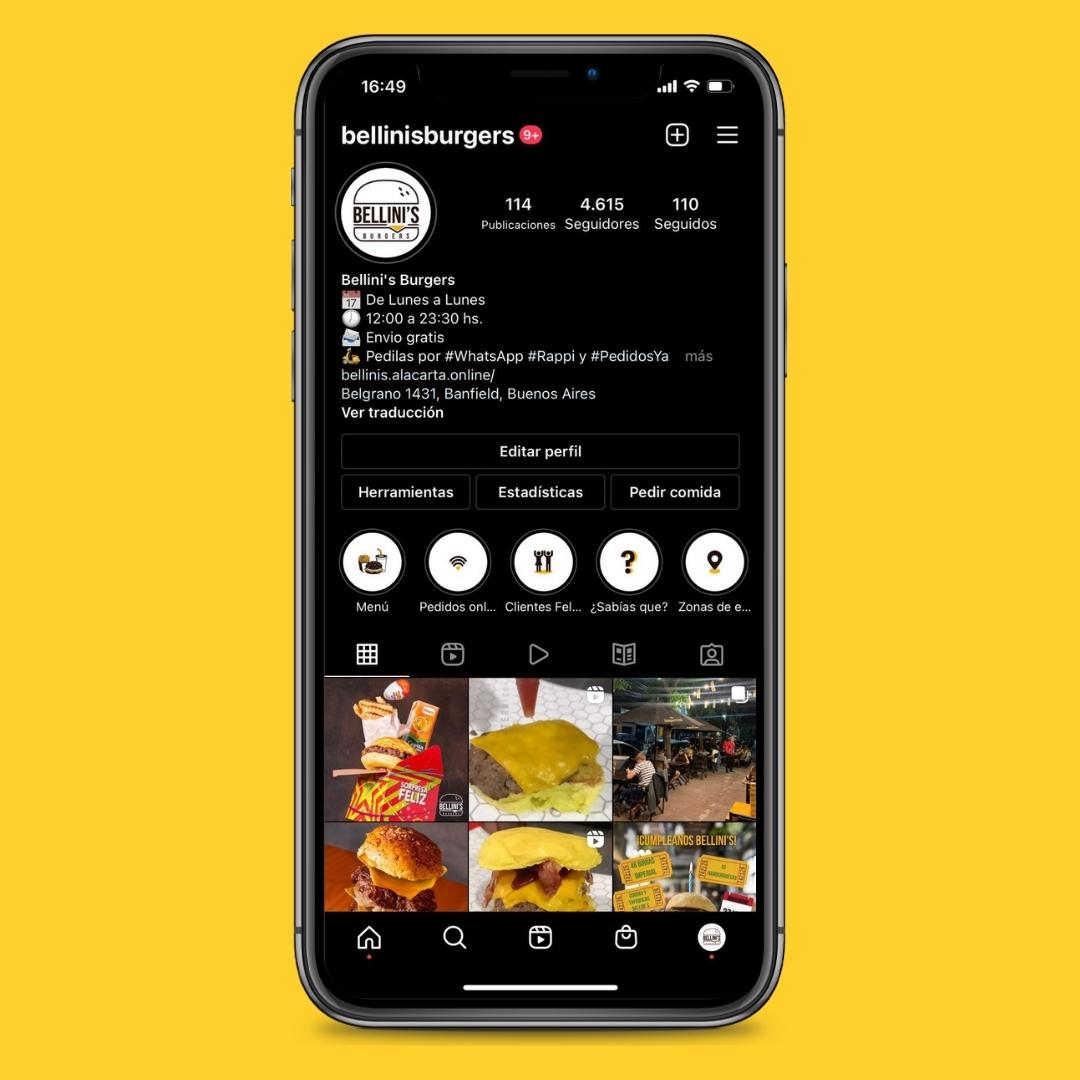 16:49
bellinisburgers 9+
BELLINI'S
BURGERS
114 4.615 110
Publicaciones Seguidores Seguidos
Bellini's Burgers
17 De Lunes a Lunes
12:00 a 23:30 hs.
Envio gratis
Pedilas por #WhatsApp #Rappi y #PedidosYa más
bellinis.alacarta.online/
Belgrano 1431, Banfield, Buenos Aires
Ver traducción
Editar perfil
Herramientas Estadísticas Pedir comida
?
Menú Pedidos onl... Clientes Fel... ¿Sabías que? Zonas de e...
SORPRESA
FELIZ
BELLINI'S
¡CUMPLEAÑOS BELLINI'S!
BELLINI'S